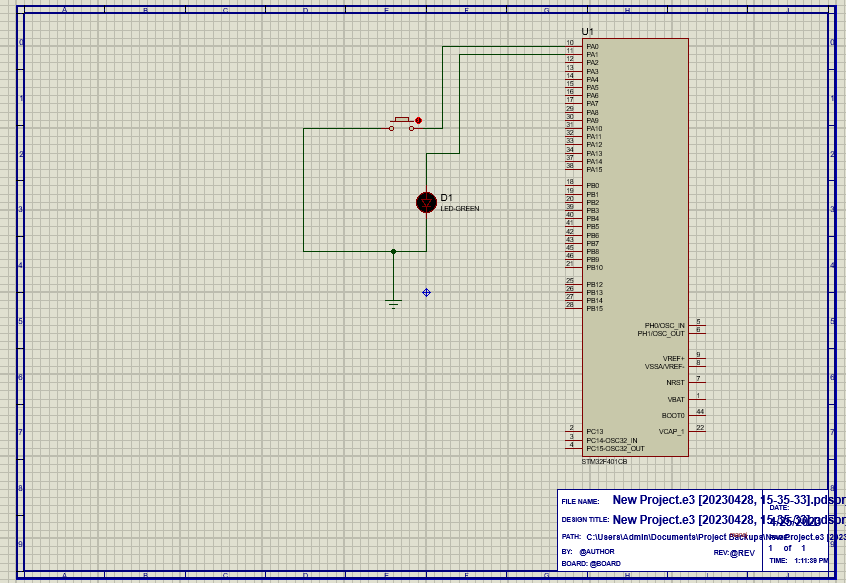 A B C D E F G H I J
0
1
2
3
4
5
6
7
8
9
U1
10 PA0
11 PA1
12 PA2
13 PA3
14 PA4
15 PA5
16 PA6
17 PA7
29 PA8
30 PA9
31 PA10
32 PA11
33 PA12
34 PA13
37 PA14
38 PA15
18 PB0
19 PB1
20 PB2
39 PB3
40 PB4
41 PB5
42 PB6
43 PB7
45 PB8
46 PB9
21 PB10
25 PB12
26 PB13
27 PB14
28 PB15
PH0/OSC_IN 5
PH1/OSC_OUT 6
VREF+ 9
VSSA/VREF- 8
NRST 7
VBAT 1
BOOT0 44
2 PC13 VCAP_1 22
3 PC14-OSC32_IN
4 PC15-OSC32_OUT
STM32F401CB
D1
LED-GREEN
FILE NAME: New Project.e3 [20230428, 15-35-33].pdsprj
DATE:
DESIGN TITLE: New Project.e3 [20230428, 15-35-33].pdsprj
PATH: C:\Users\Admin\Documents\Project Backups\New Project.e3 [2023
BY: @AUTHOR REV: @REV 1 of 1
BOARD: @BOARD TIME: 1:11:39 PM
A B C D E F G H I J